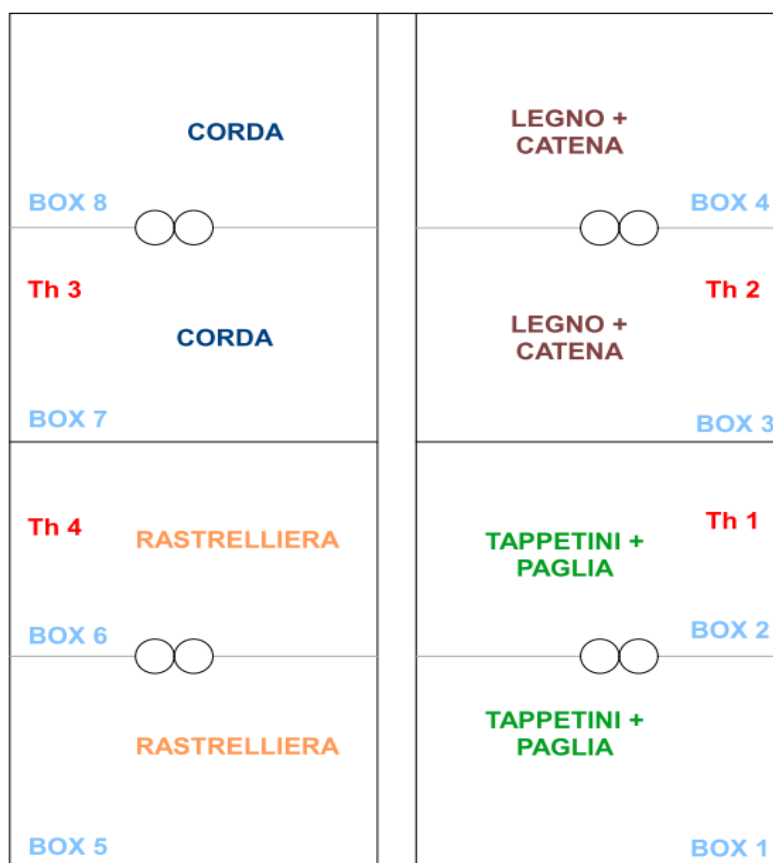 CORDA
BOX 8
LEGNO +
CATENA
BOX 4
Th 3
CORDA
BOX 7
Th 2
LEGNO +
CATENA
BOX 3
Th 4
RASTRELLIERA
BOX 6
Th 1
TAPPETINI +
PAGLIA
BOX 2
RASTRELLIERA
BOX 5
TAPPETINI +
PAGLIA
BOX 1